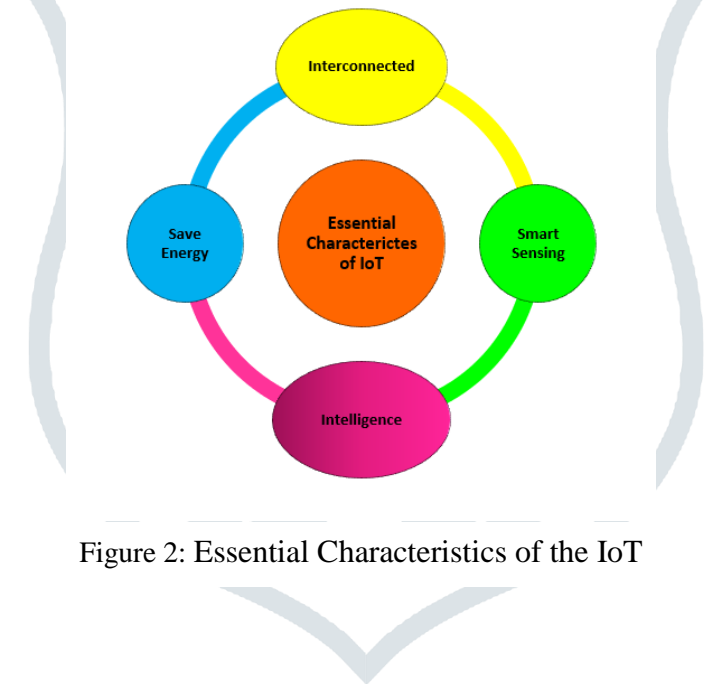 Interconnected
Save
Energy
Essential
Characterictes
of IoT
Smart
Sensing
Intelligence
Figure 2: Essential Characteristics of the IoT